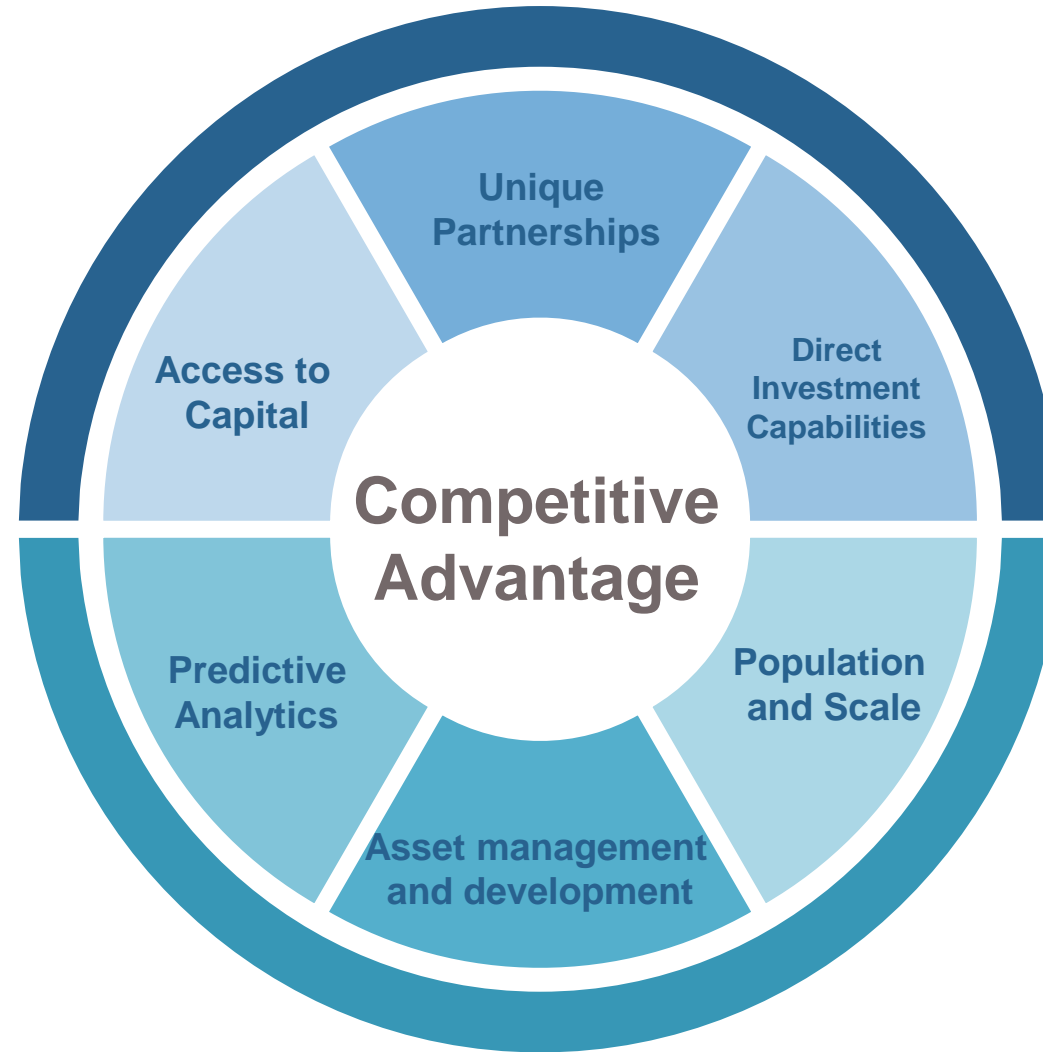 Unique
Partnerships
Direct
Investment
Capabilities
Access to
Capital
Competitive
Advantage
Population
and Scale
Predictive
Analytics
Asset management
and development